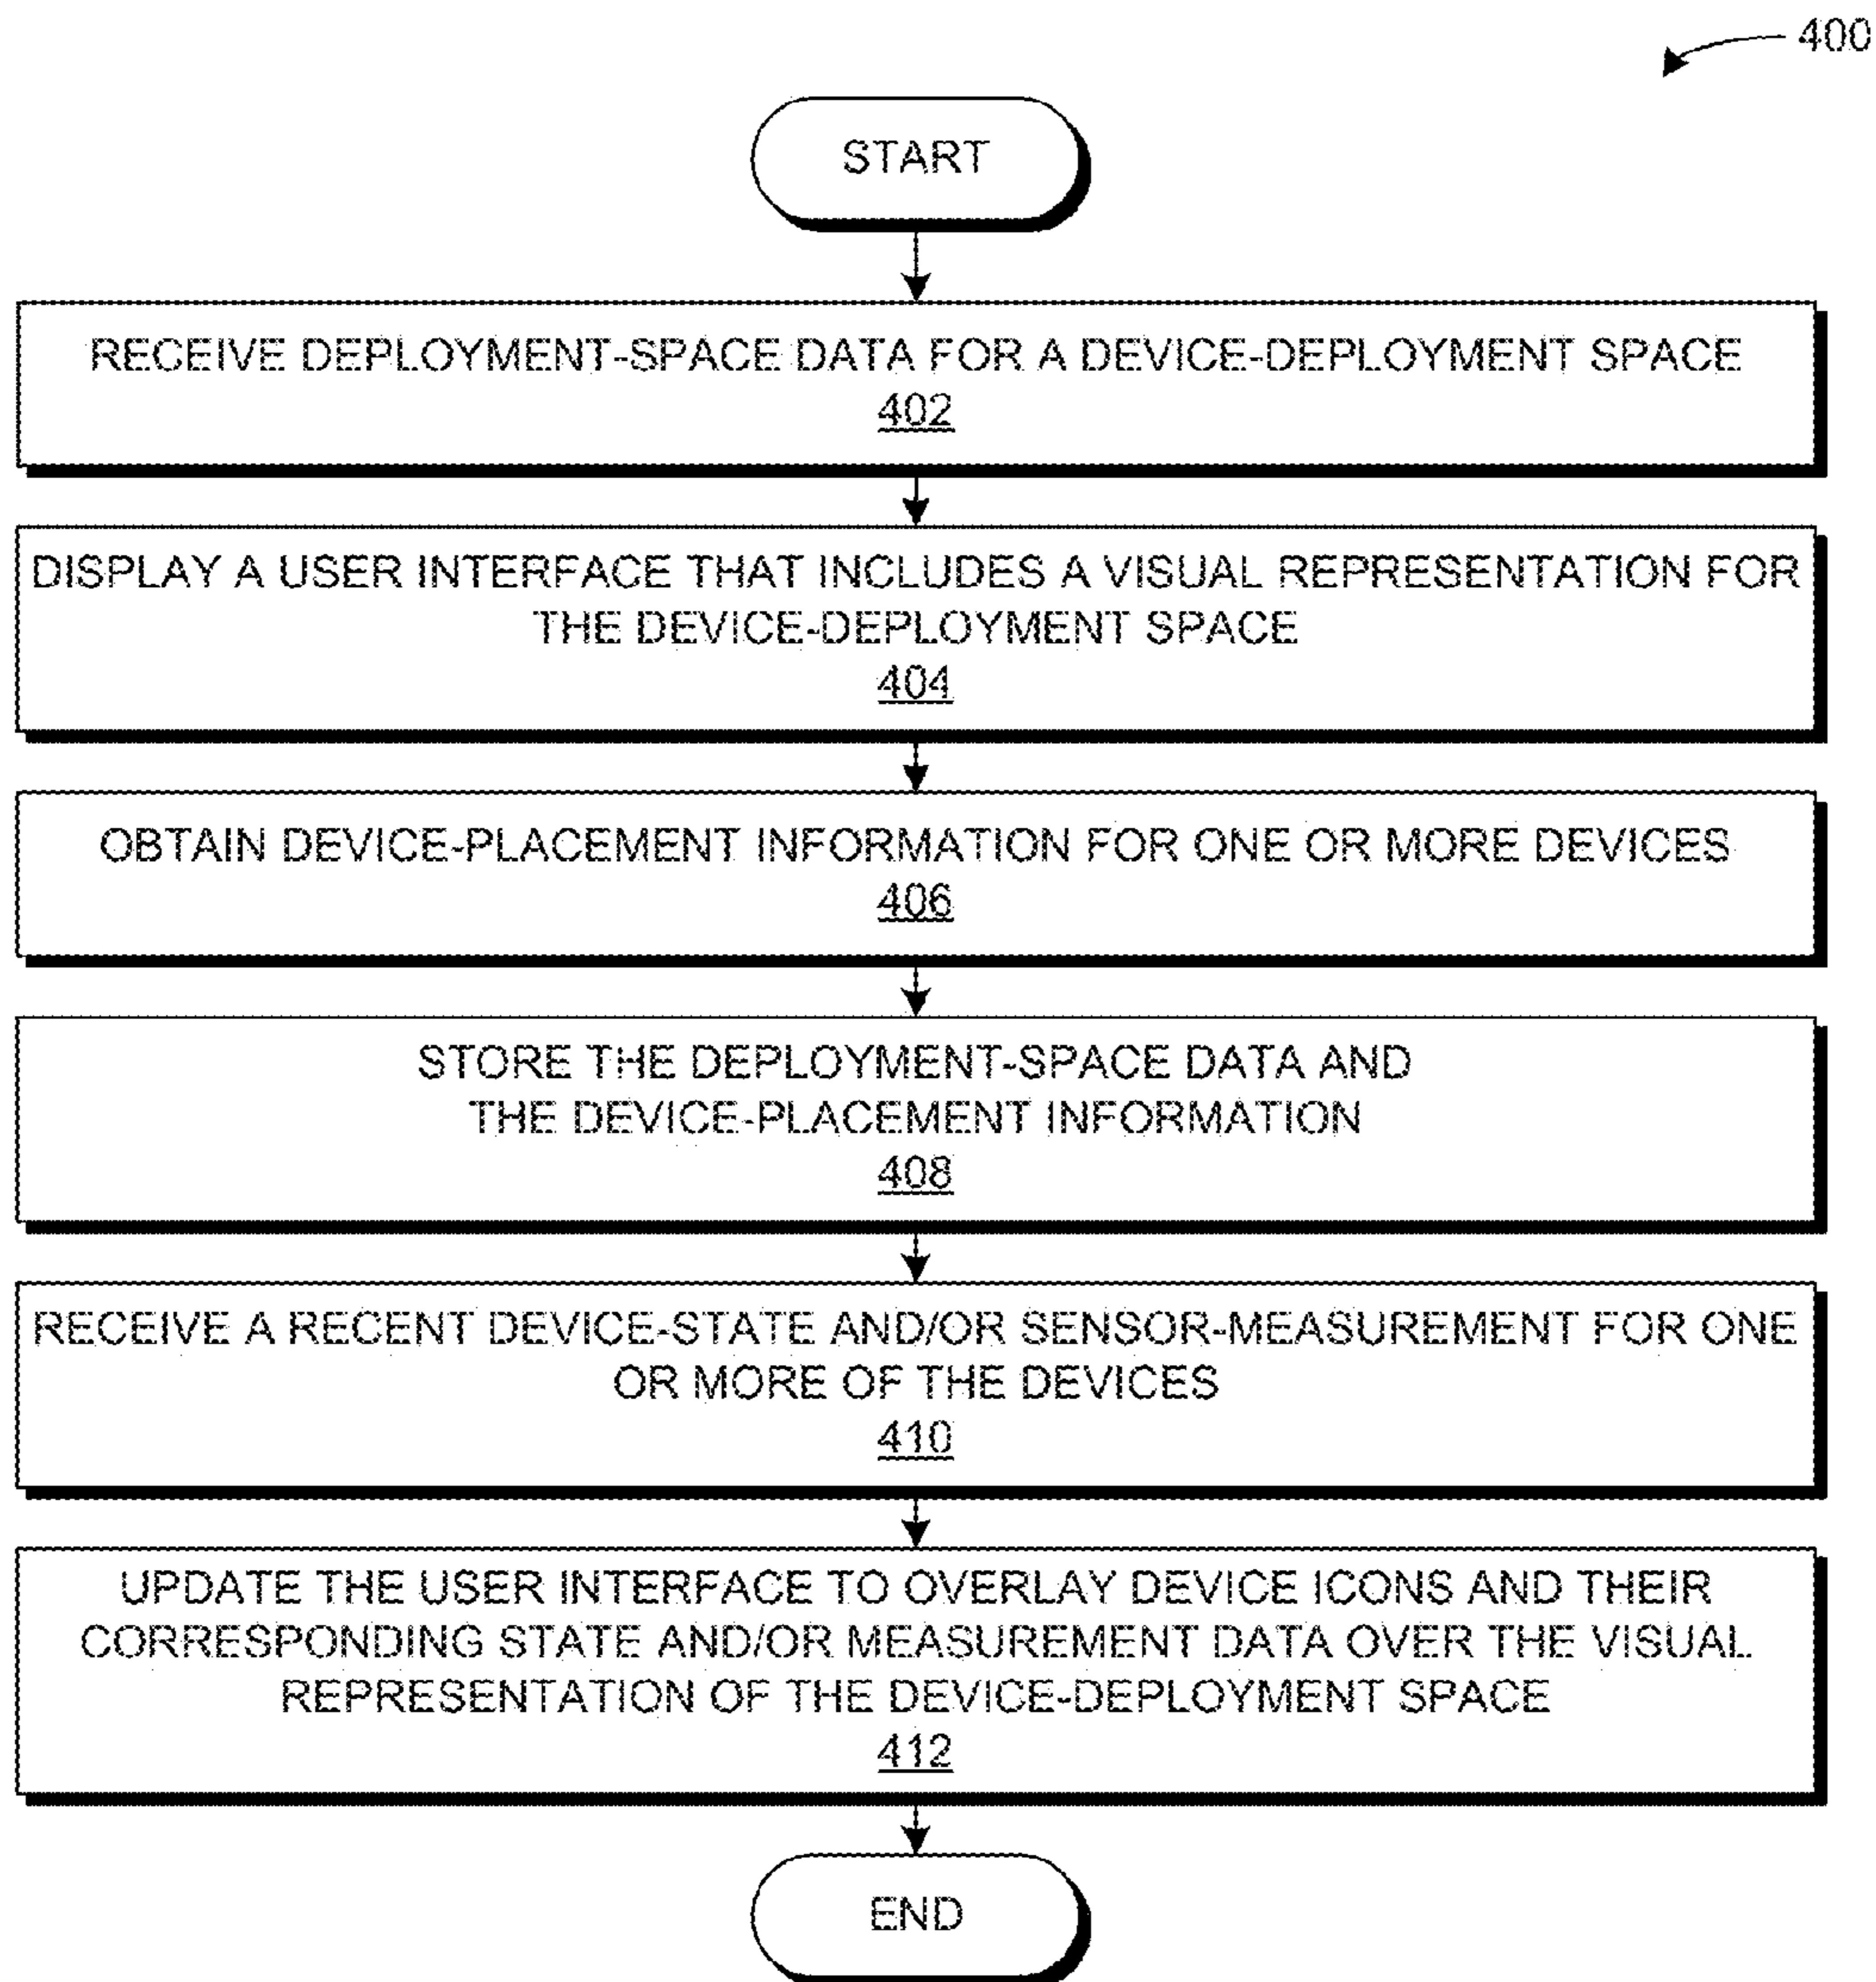 400
START
RECEIVE DEPLOYMENT-SPACE DATA FOR A DEVICE-DEPLOYMENT SPACE
402
DISPLAY A USER INTERFACE THAT INCLUDES A VISUAL REPRESENTATION FOR
THE DEVICE-DEPLOYMENT SPACE
404
OBTAIN DEVICE-PLACEMENT INFORMATION FOR ONE OR MORE DEVICES
406
STORE THE DEPLOYMENT-SPACE DATA AND
THE DEVICE-PLACEMENT INFORMATION
408
RECEIVE A RECENT DEVICE-STATE AND/OR SENSOR-MEASUREMENT FOR ONE
OR MORE OF THE DEVICES
410
UPDATE THE USER INTERFACE TO OVERLAY DEVICE ICONS AND THEIR
CORRESPONDING STATE AND/OR MEASUREMENT DATA OVER THE VISUAL
REPRESENTATION OF THE DEVICE-DEPLOYMENT SPACE
412
END